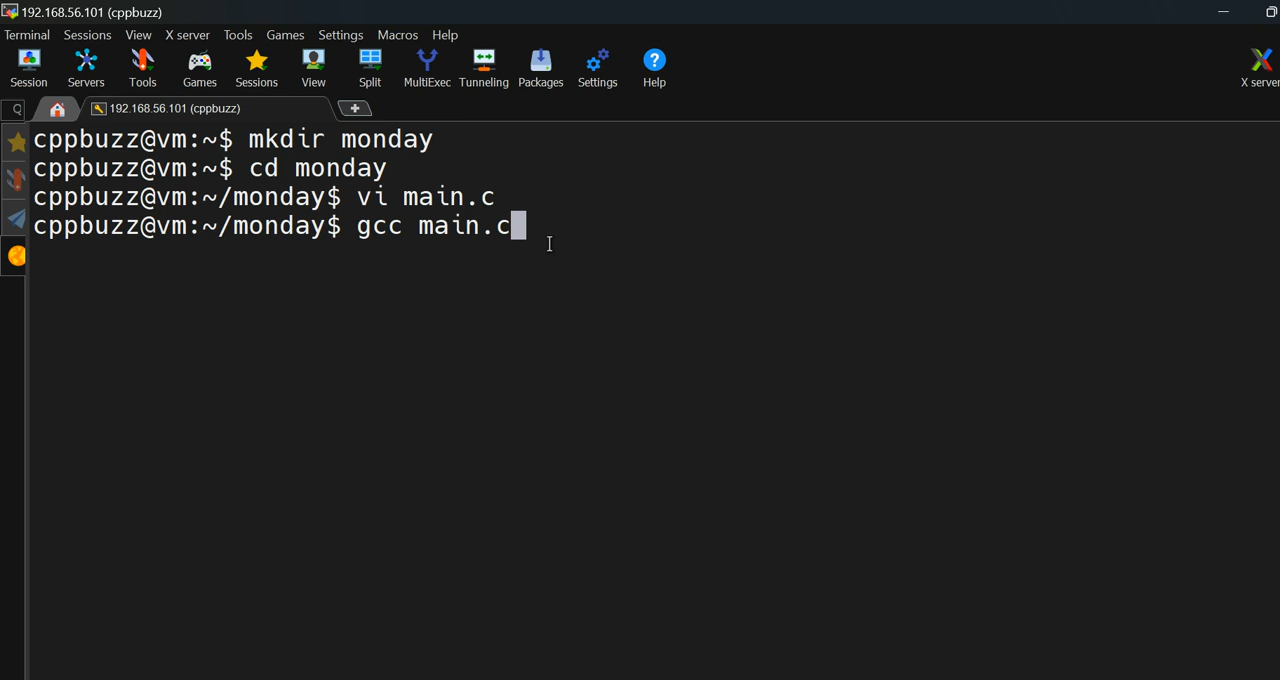 192.168.56.101 (cppbuzz)
Terminal Sessions View X server Tools Games Settings Macros Help
Session Servers Tools Games Sessions View Split MultiExec Tunneling Packages Settings Help X server
192.168.56.101 (cppbuzz)
cppbuzz@vm:~$ mkdir monday
cppbuzz@vm:~$ cd monday
cppbuzz@vm:~/monday$ vi main.c
cppbuzz@vm:~/monday$ gcc main.c